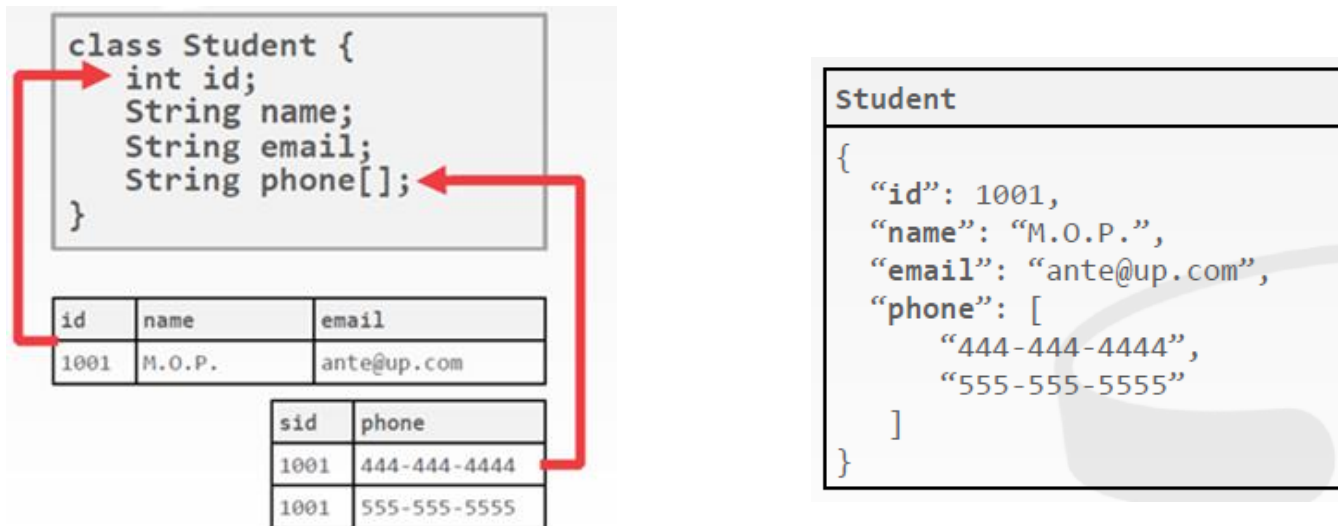 class Student {
int id;
String name;
String email;
String phone[];
}
id name email
1001 M.O.P. ante@up.com
sid phone
1001 444-444-4444
1001 555-555-5555
Student
{
“id”: 1001,
“name”: “M.O.P.”,
“email”: “ante@up.com”,
“phone”: [
“444-444-4444”,
“555-555-5555”
]
}